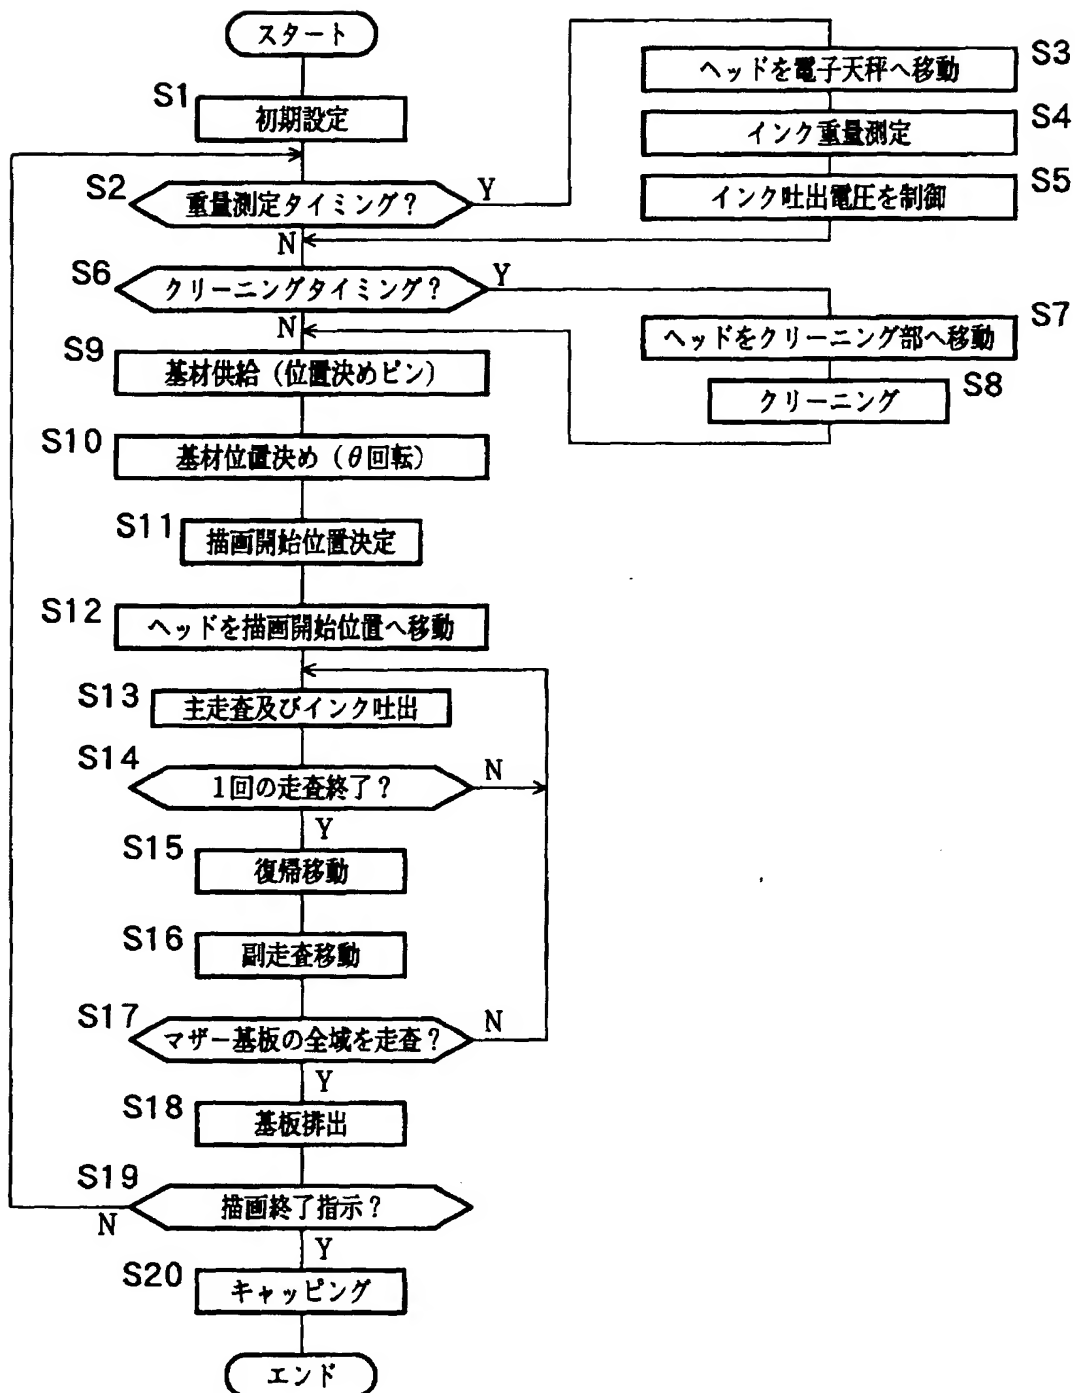 スタート
S1
初期設定
S2
重量測定タイミング？
Y
N
S3
ヘッドを電子天秤へ移動
S4
インク重量測定
S5
インク吐出電圧を制御
S6
クリーニングタイミング？
Y
N
S7
ヘッドをクリーニング部へ移動
S8
クリーニング
S9
基材供給（位置決めピン）
S10
基材位置決め（θ回転）
S11
描画開始位置決定
S12
ヘッドを描画開始位置へ移動
S13
主走査及びインク吐出
S14
1回の走査終了？
N
Y
S15
復帰移動
S16
副走査移動
S17
マザー基板の全域を走査？
N
Y
S18
基板排出
S19
描画終了指示？
N
Y
S20
キャッピング
エンド